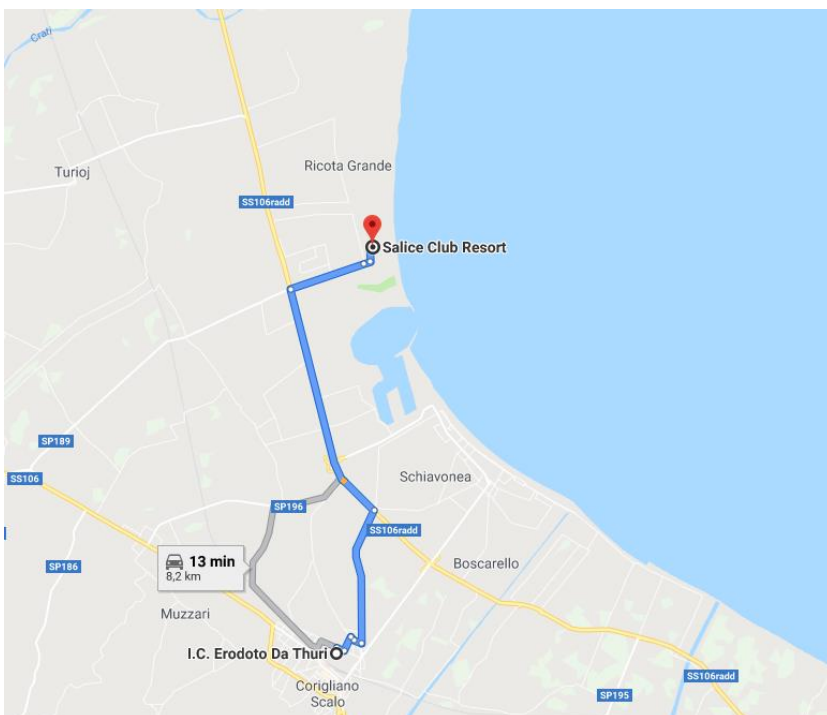 Crati
Ricota Grande
Turioj
SS106radd
Salice Club Resort
SP189
SS106
Schiavonea
SP196
SS106radd
13 min
8,2 km
SP186
Boscarello
Muzzari
I.C. Erodoto Da Thuri
SS106radd
Corigliano
Scalo
SP195